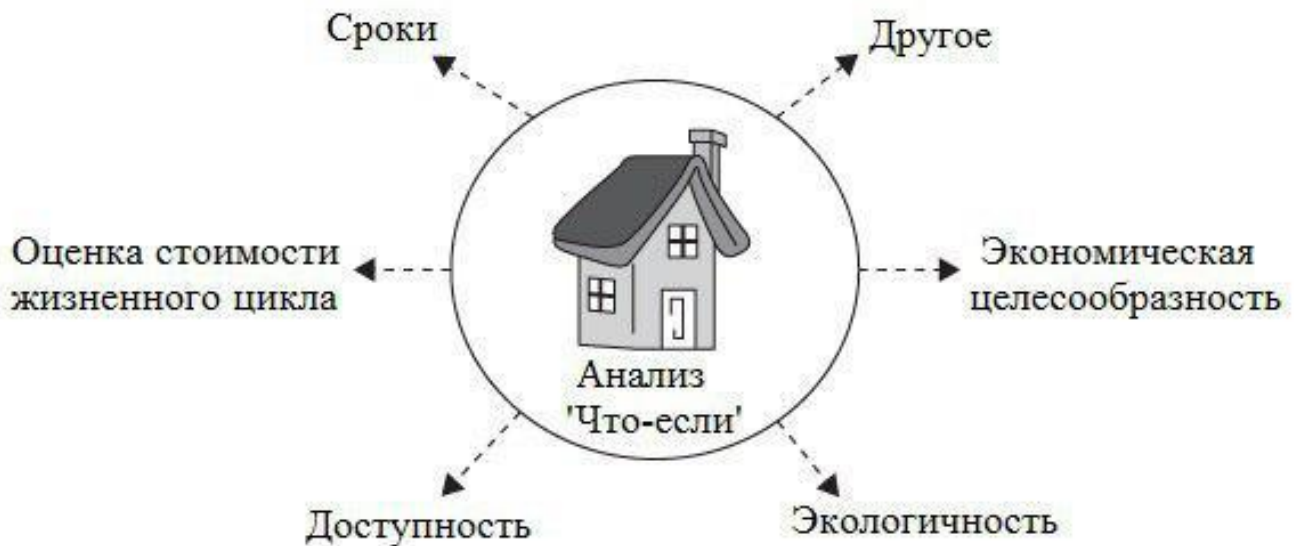 Сроки
Другое
Оценка стоимости
жизненного цикла
Экономическая
целесообразность
Анализ
'Что-если'
Доступность
Экологичность